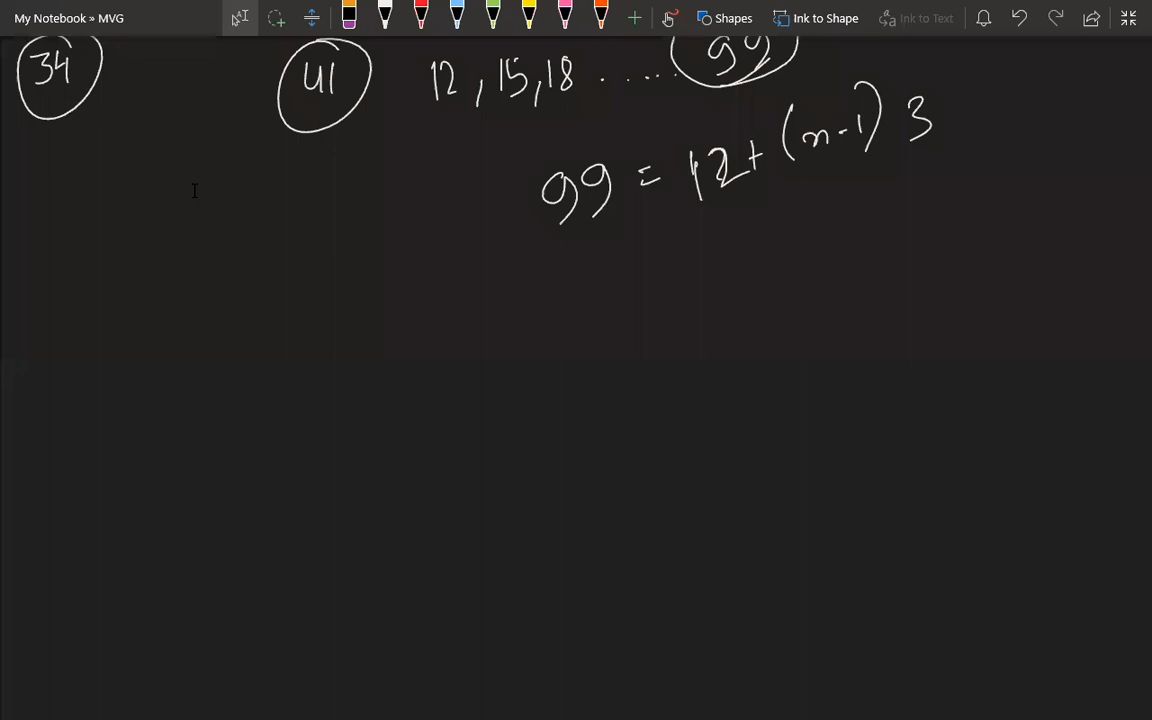 My Notebook » MVG
Shapes
Ink to Shape
Ink to Text
34
41
12, 15, 18 ........ 99
99 = 12 + (n-1) 3